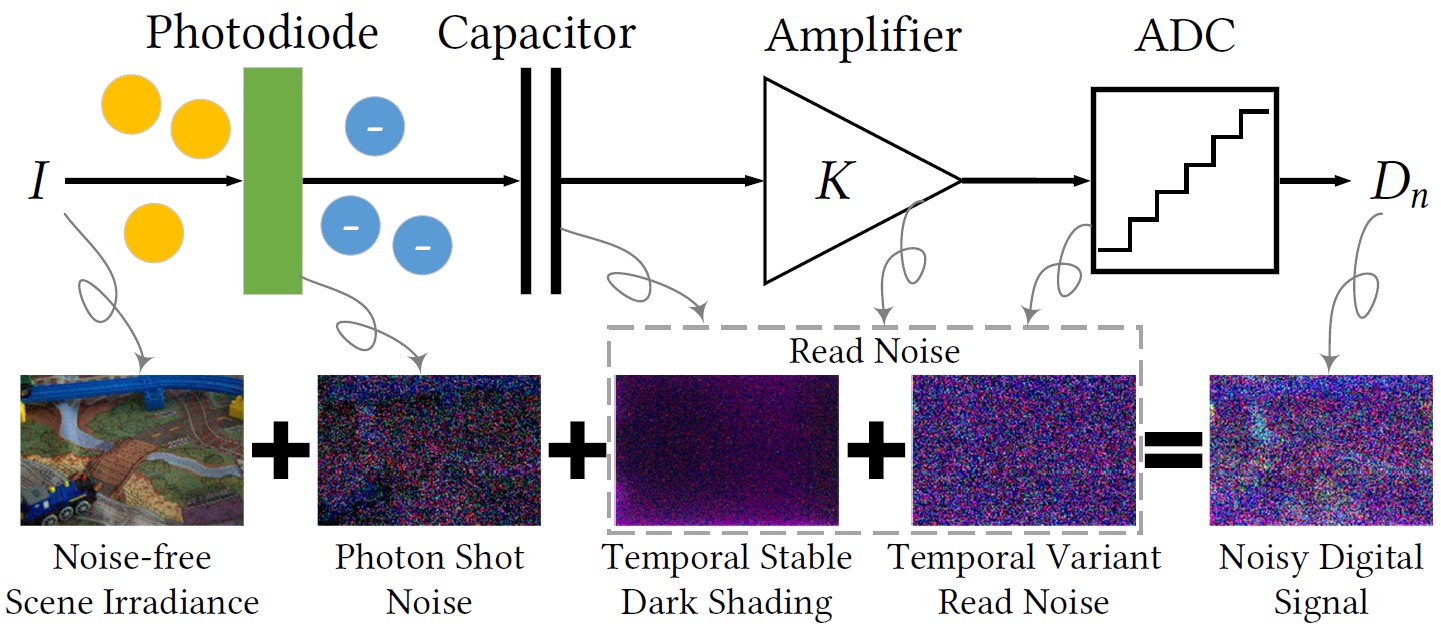 Photodiode
Capacitor
Amplifier
ADC
I
-
-
-
K
Dn
Read Noise
+
+
+
=
Noise-free
Scene Irradiance
Photon Shot
Noise
Temporal Stable
Dark Shading
Temporal Variant
Read Noise
Noisy Digital
Signal